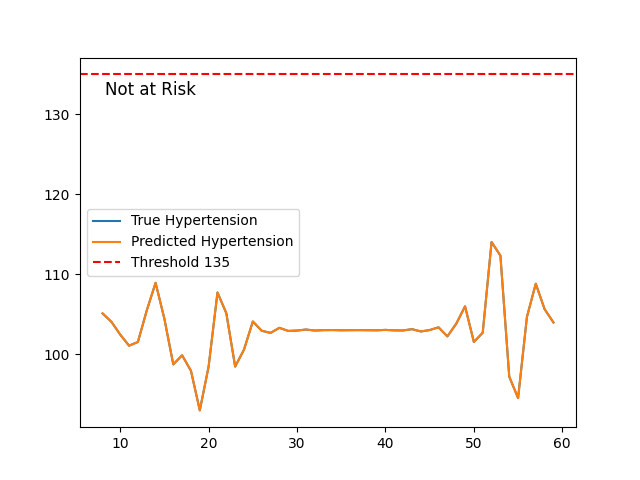 Not at Risk
130
120
110
100
True Hypertension
Predicted Hypertension
Threshold 135
10 20 30 40 50 60